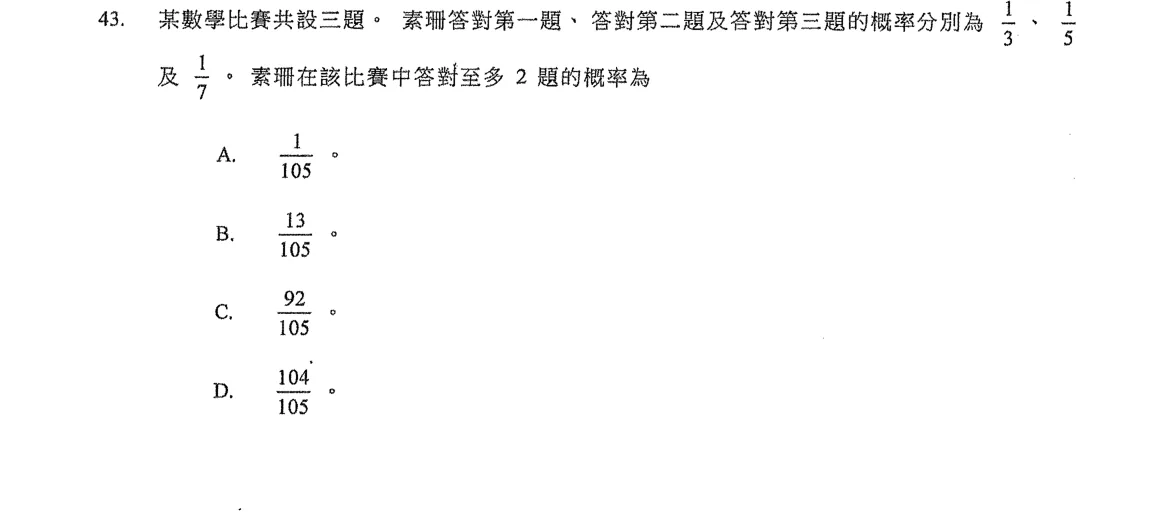 43. 某數學比賽共設三題。 素珊答對第一題、答對第二題及答對第三題的概率分別為 1/3 、 1/5
及 1/7 。 素珊在該比賽中答對至多 2 題的概率為
A. 1/105 。
B. 13/105 。
C. 92/105 。
D. 104/105 。